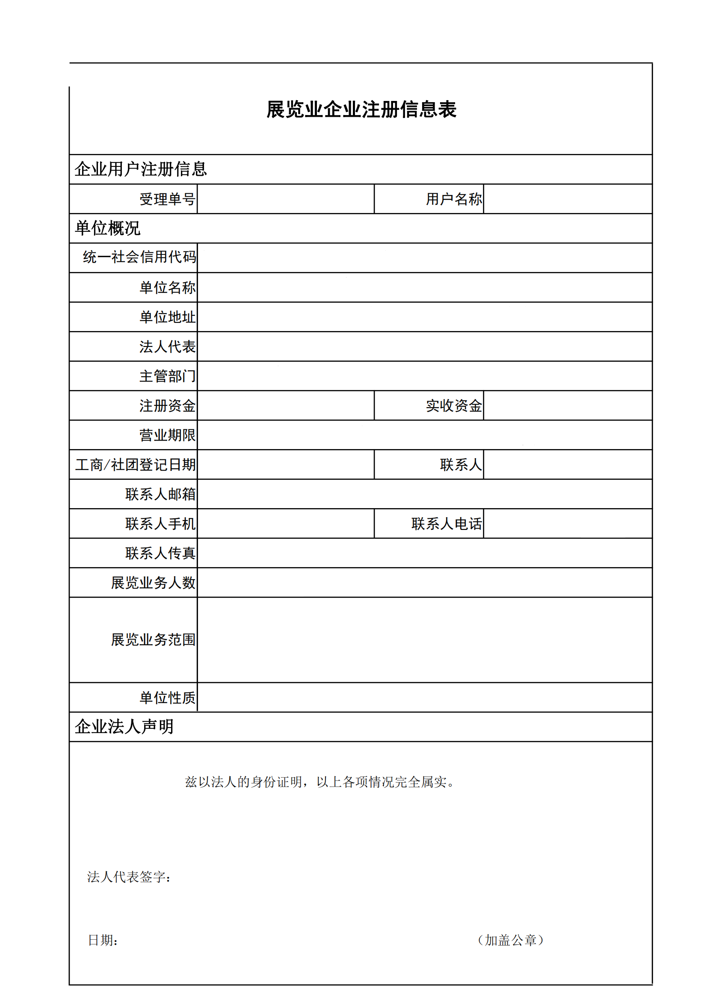 展览业企业注册信息表
企业用户注册信息
受理单号 用户名称
单位概况
统一社会信用代码
单位名称
单位地址
法人代表
主管部门
注册资金 实收资金
营业期限
工商/社团登记日期 联系人
联系人邮箱
联系人手机 联系人电话
联系人传真
展览业务人数
展览业务范围
单位性质
企业法人声明
兹以法人的身份证明，以上各项情况完全属实。
法人代表签字：
日期： （加盖公章）